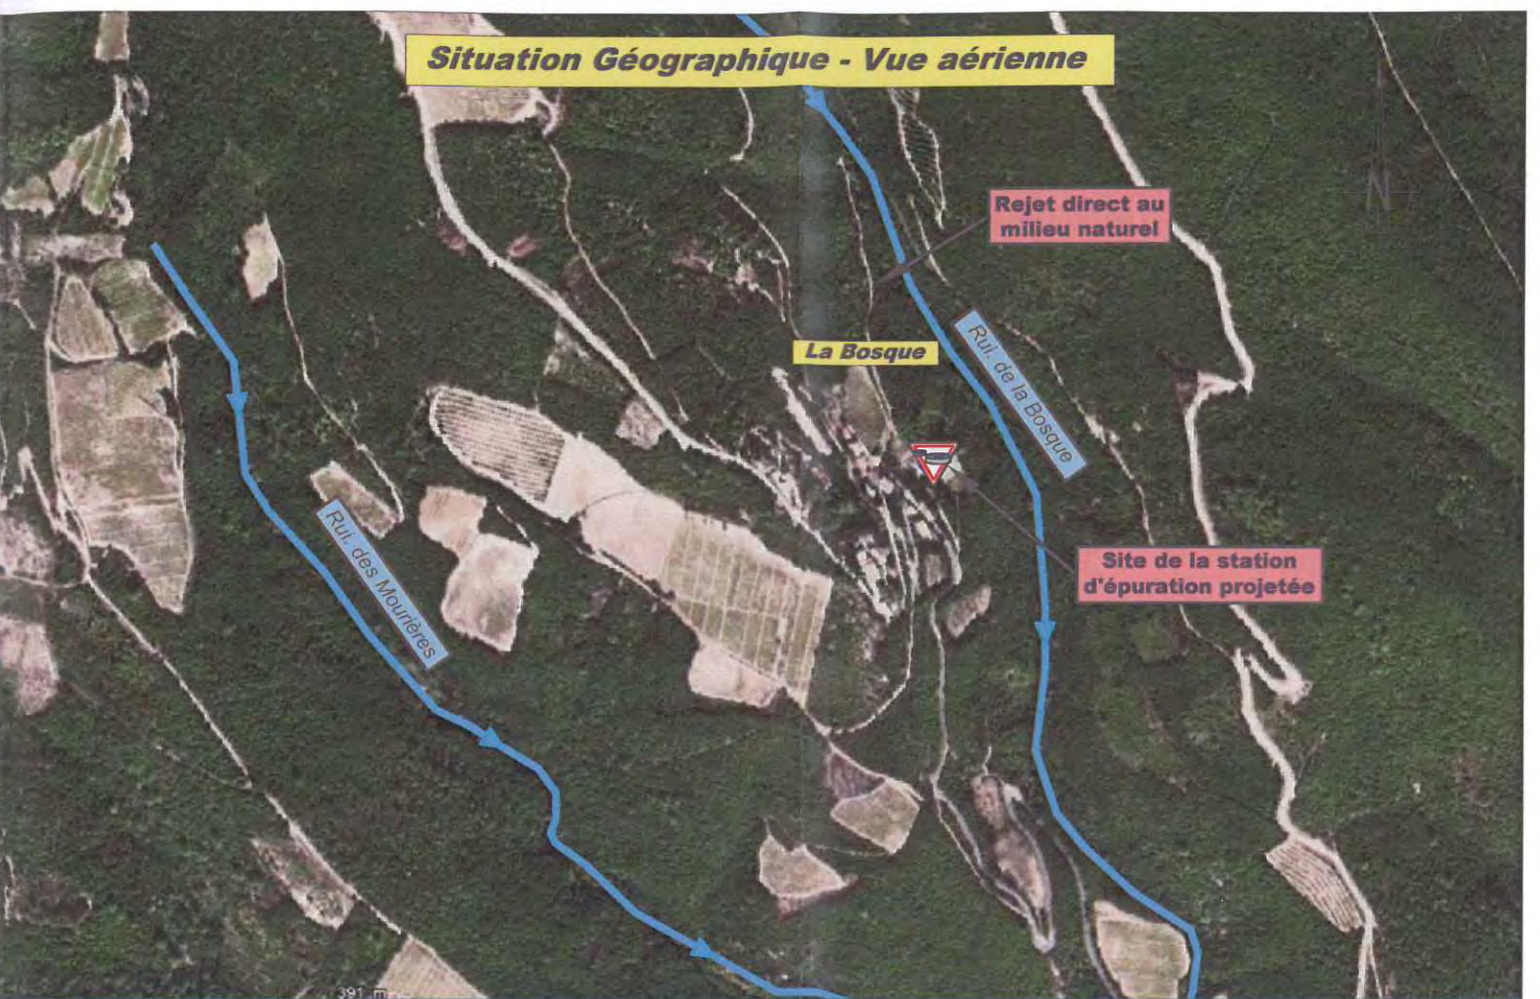 Situation Géographique - Vue aérienne
N
Rejet direct au
milieu naturel
La Bosque
Rui. de la Bosque
Rui. des Mourières
Site de la station
d'épuration projetée
391 m